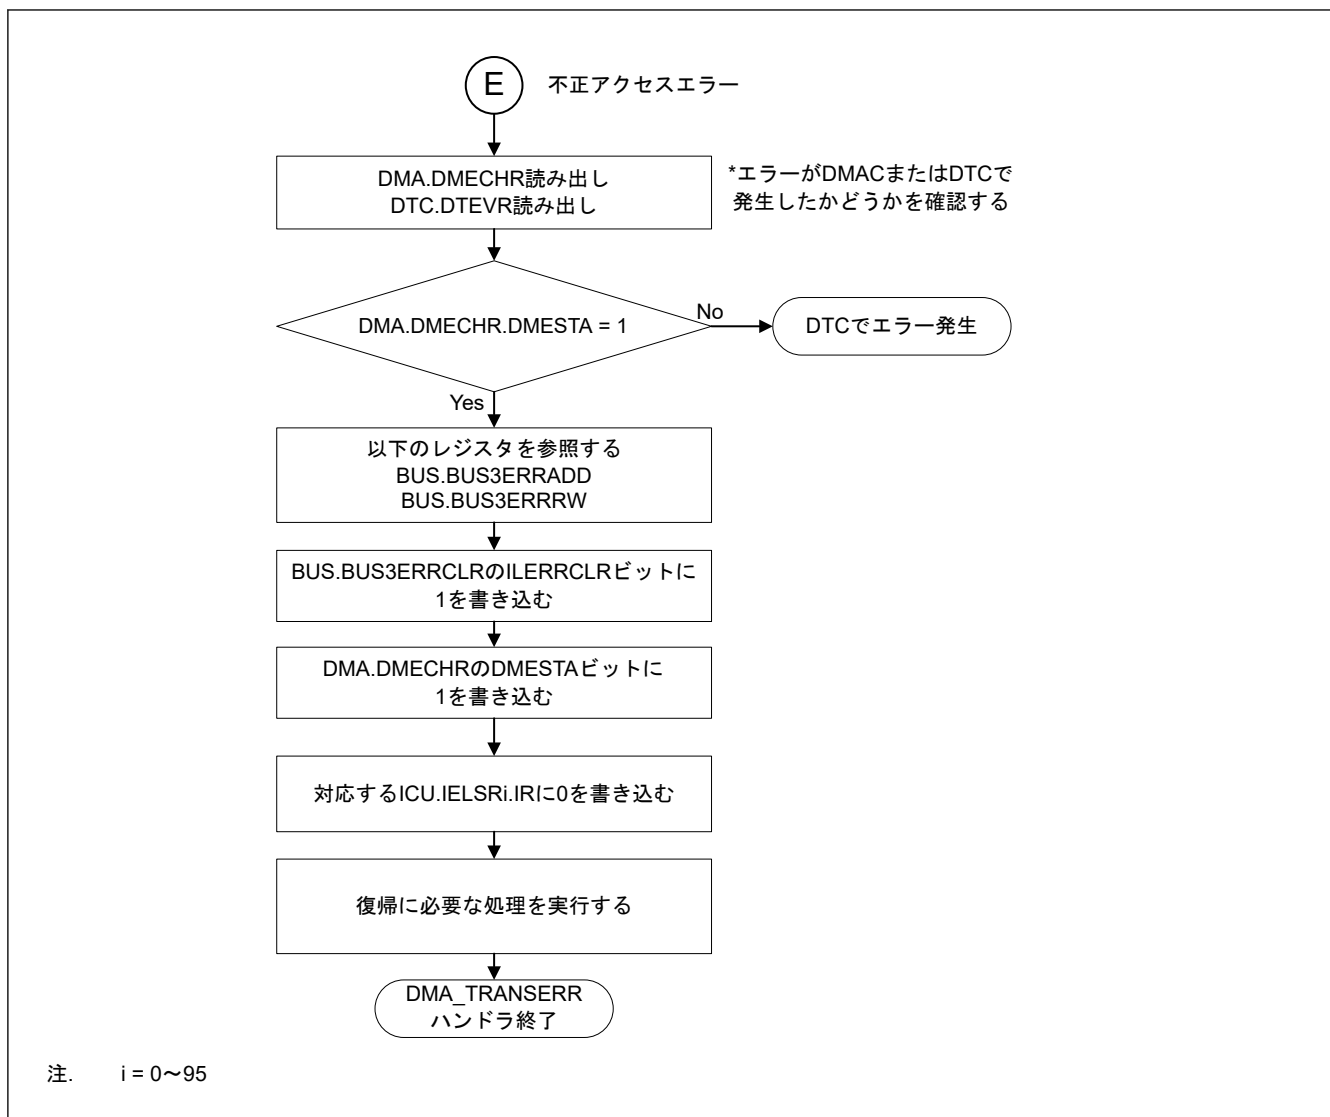 E 不正アクセスエラー
DMA.DMECHR読み出し
DTC.DTEVR読み出し
*エラーがDMACまたはDTCで
発生したかどうかを確認する
DMA.DMECHR.DMESTA = 1
No
DTCでエラー発生
Yes
以下のレジスタを参照する
BUS.BUS3ERRADD
BUS.BUS3ERRRW
BUS.BUS3ERRCLRのILERRCLRビットに
1を書き込む
DMA.DMECHRのDMESTAビットに
1を書き込む
対応するICU.IELSRi.IRに0を書き込む
復帰に必要な処理を実行する
DMA_TRANSERR
ハンドラ終了
注. i = 0～95